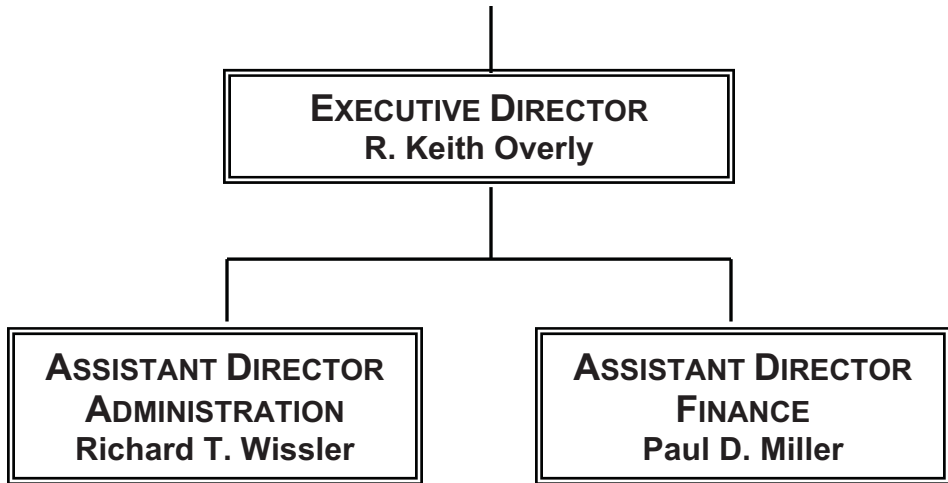 EXECUTIVE DIRECTOR
R. Keith Overly
ASSISTANT DIRECTOR
ADMINISTRATION
Richard T. Wissler
ASSISTANT DIRECTOR
FINANCE
Paul D. Miller